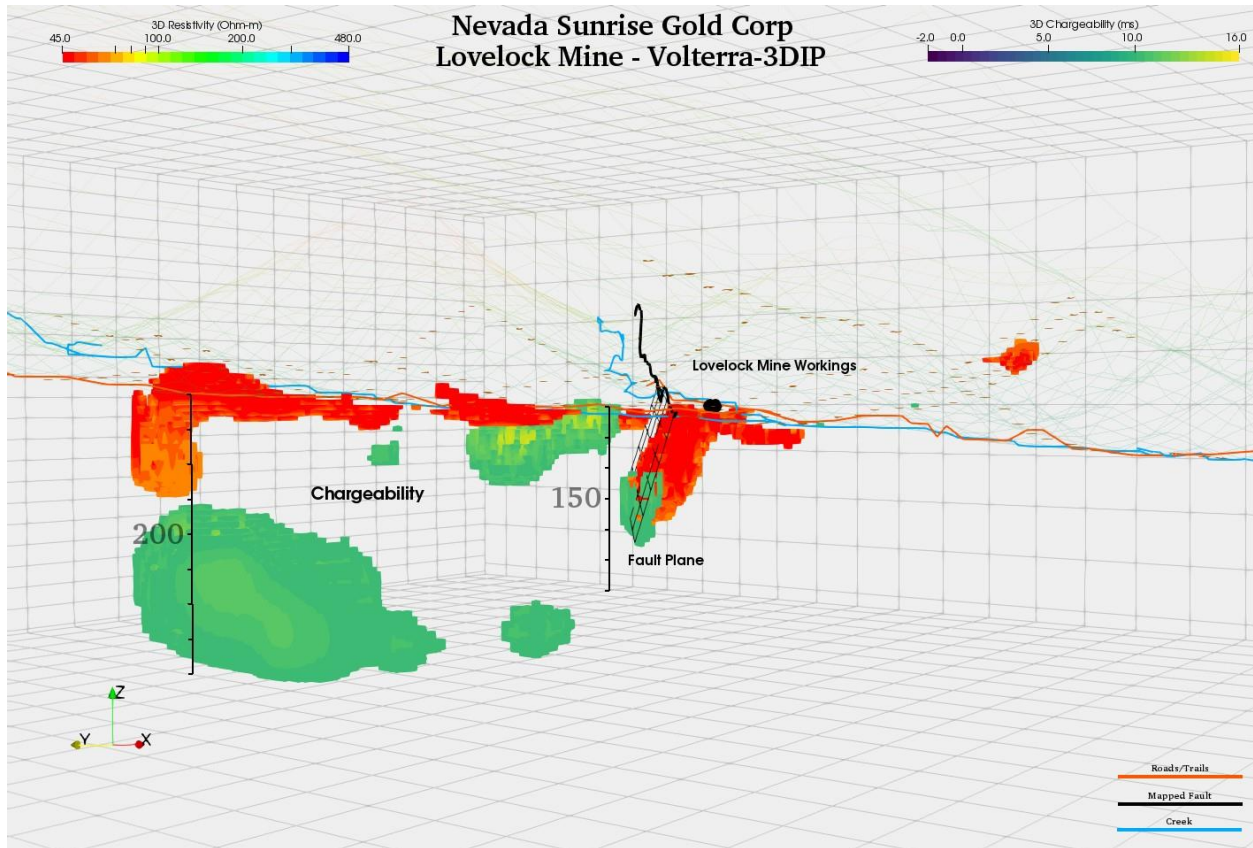 Nevada Sunrise Gold Corp
Lovelock Mine - Volterra-3DIP
3D Resistivity (Ohm-m)
45.0 100.0 200.0 480.0
3D Chargeability (ms)
-2.0 0.0 5.0 10.0 16.0
Lovelock Mine Workings
Chargeability
150
200
Fault Plane
Z
Y X
Roads/Trails
Mapped Fault
Creek